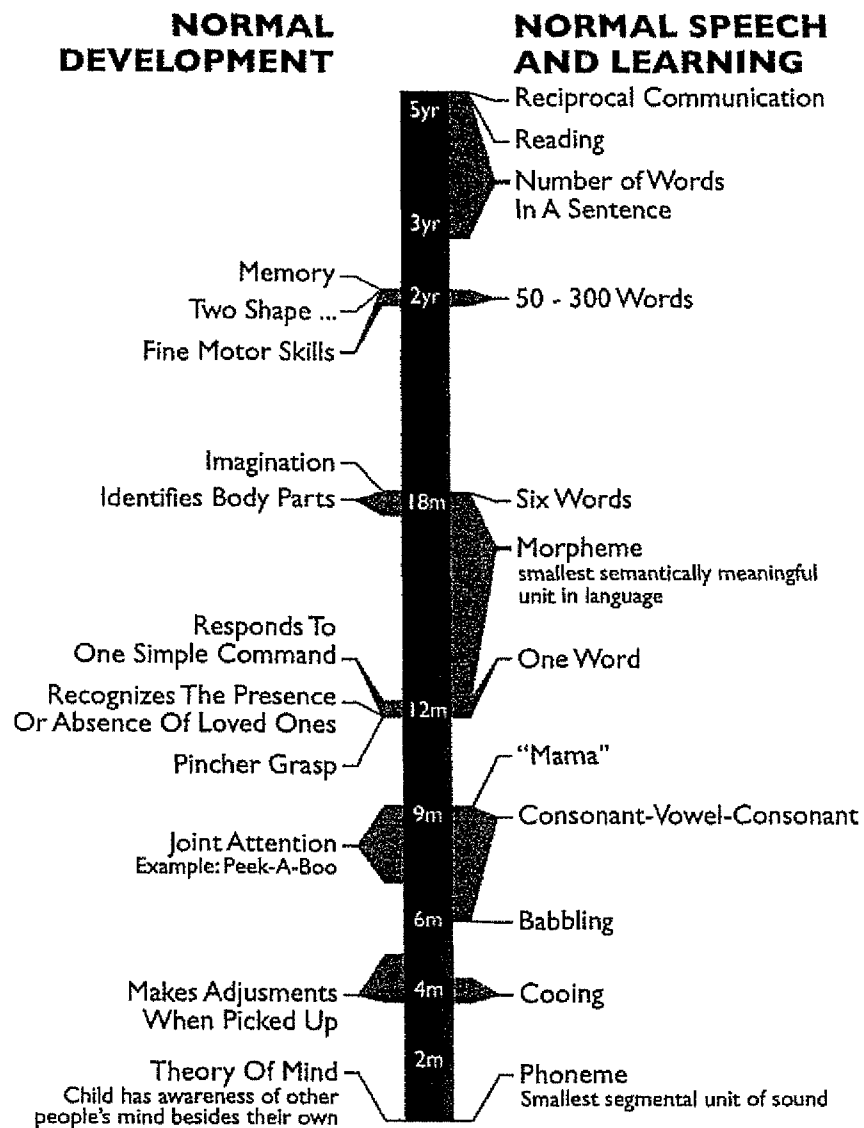 NORMAL
DEVELOPMENT
NORMAL SPEECH
AND LEARNING
5yr
Reciprocal Communication
Reading
Number of Words
In A Sentence
3yr
Memory
Two Shape ...
Fine Motor Skills
2yr
50 - 300 Words
Imagination
Identifies Body Parts
18m
Six Words
Morpheme
smallest semantically meaningful
unit in language
Responds To
One Simple Command
One Word
Recognizes The Presence
Or Absence Of Loved Ones
12m
Pincher Grasp
"Mama"
9m
Consonant-Vowel-Consonant
Joint Attention
Example: Peek-A-Boo
6m
Babbling
Makes Adjusments
When Picked Up
4m
Cooing
2m
Theory Of Mind
Child has awareness of other
people's mind besides their own
Phoneme
Smallest segmental unit of sound